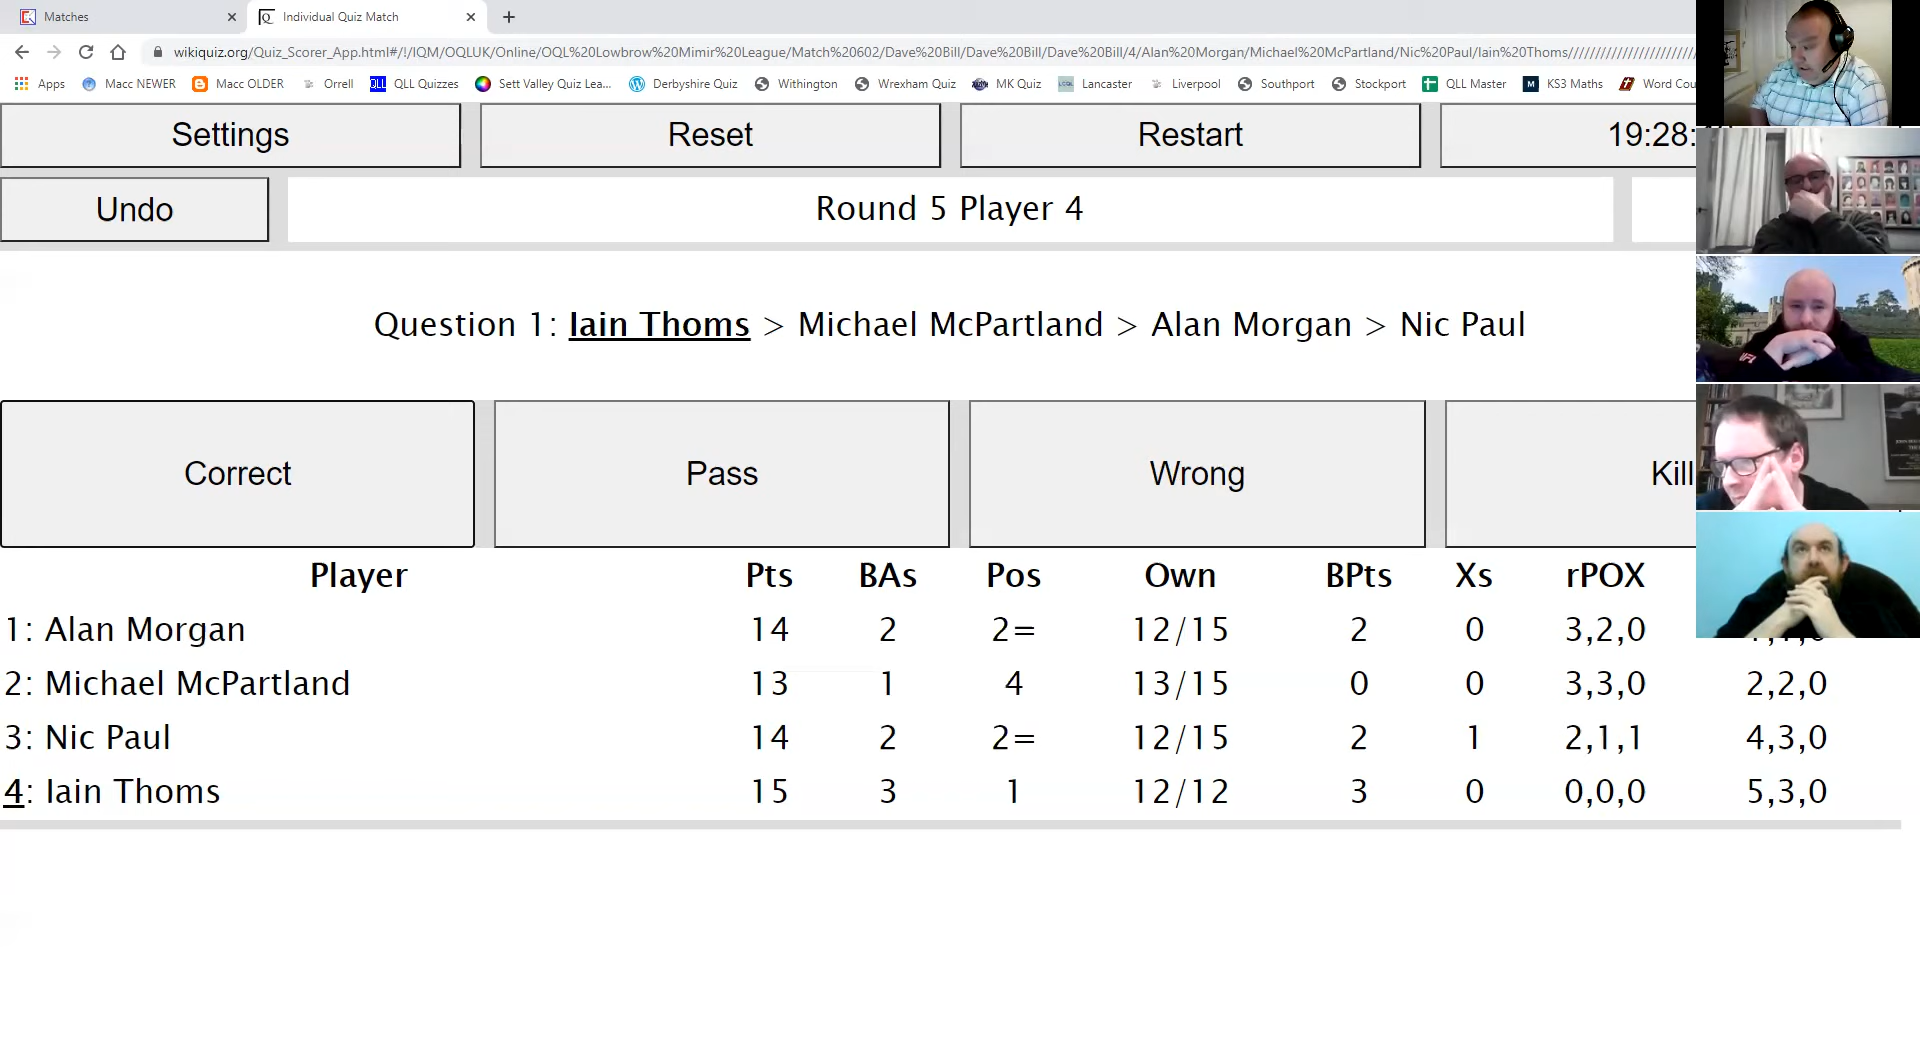 Matches
Individual Quiz Match
wikiquiz.org/Quiz_Scorer_App.html#/!/IQM/OQLUK/Online/OQL%20Lowbrow%20Mimir%20League/Match%20602/Dave%20Bill/Dave%20Bill/Dave%20Bill/4/Alan%20Morgan/Michael%20McPartland/Nic%20Paul/Iain%20Thoms///////////////////////
Apps Macc NEWER Macc OLDER Orrell QLL QLL Quizzes Sett Valley Quiz Lea... Derbyshire Quiz Withington Wrexham Quiz MK Quiz Lancaster Liverpool Southport Stockport QLL Master M KS3 Maths Word Cou
Settings Reset Restart 19:28:
Undo Round 5 Player 4
Question 1: Iain Thoms > Michael McPartland > Alan Morgan > Nic Paul
Correct Pass Wrong Kill
Player Pts BAs Pos Own BPts Xs rPOX
1: Alan Morgan 14 2 2= 12/15 2 0 3,2,0
2: Michael McPartland 13 1 4 13/15 0 0 3,3,0 2,2,0
3: Nic Paul 14 2 2= 12/15 2 1 2,1,1 4,3,0
4: Iain Thoms 15 3 1 12/12 3 0 0,0,0 5,3,0